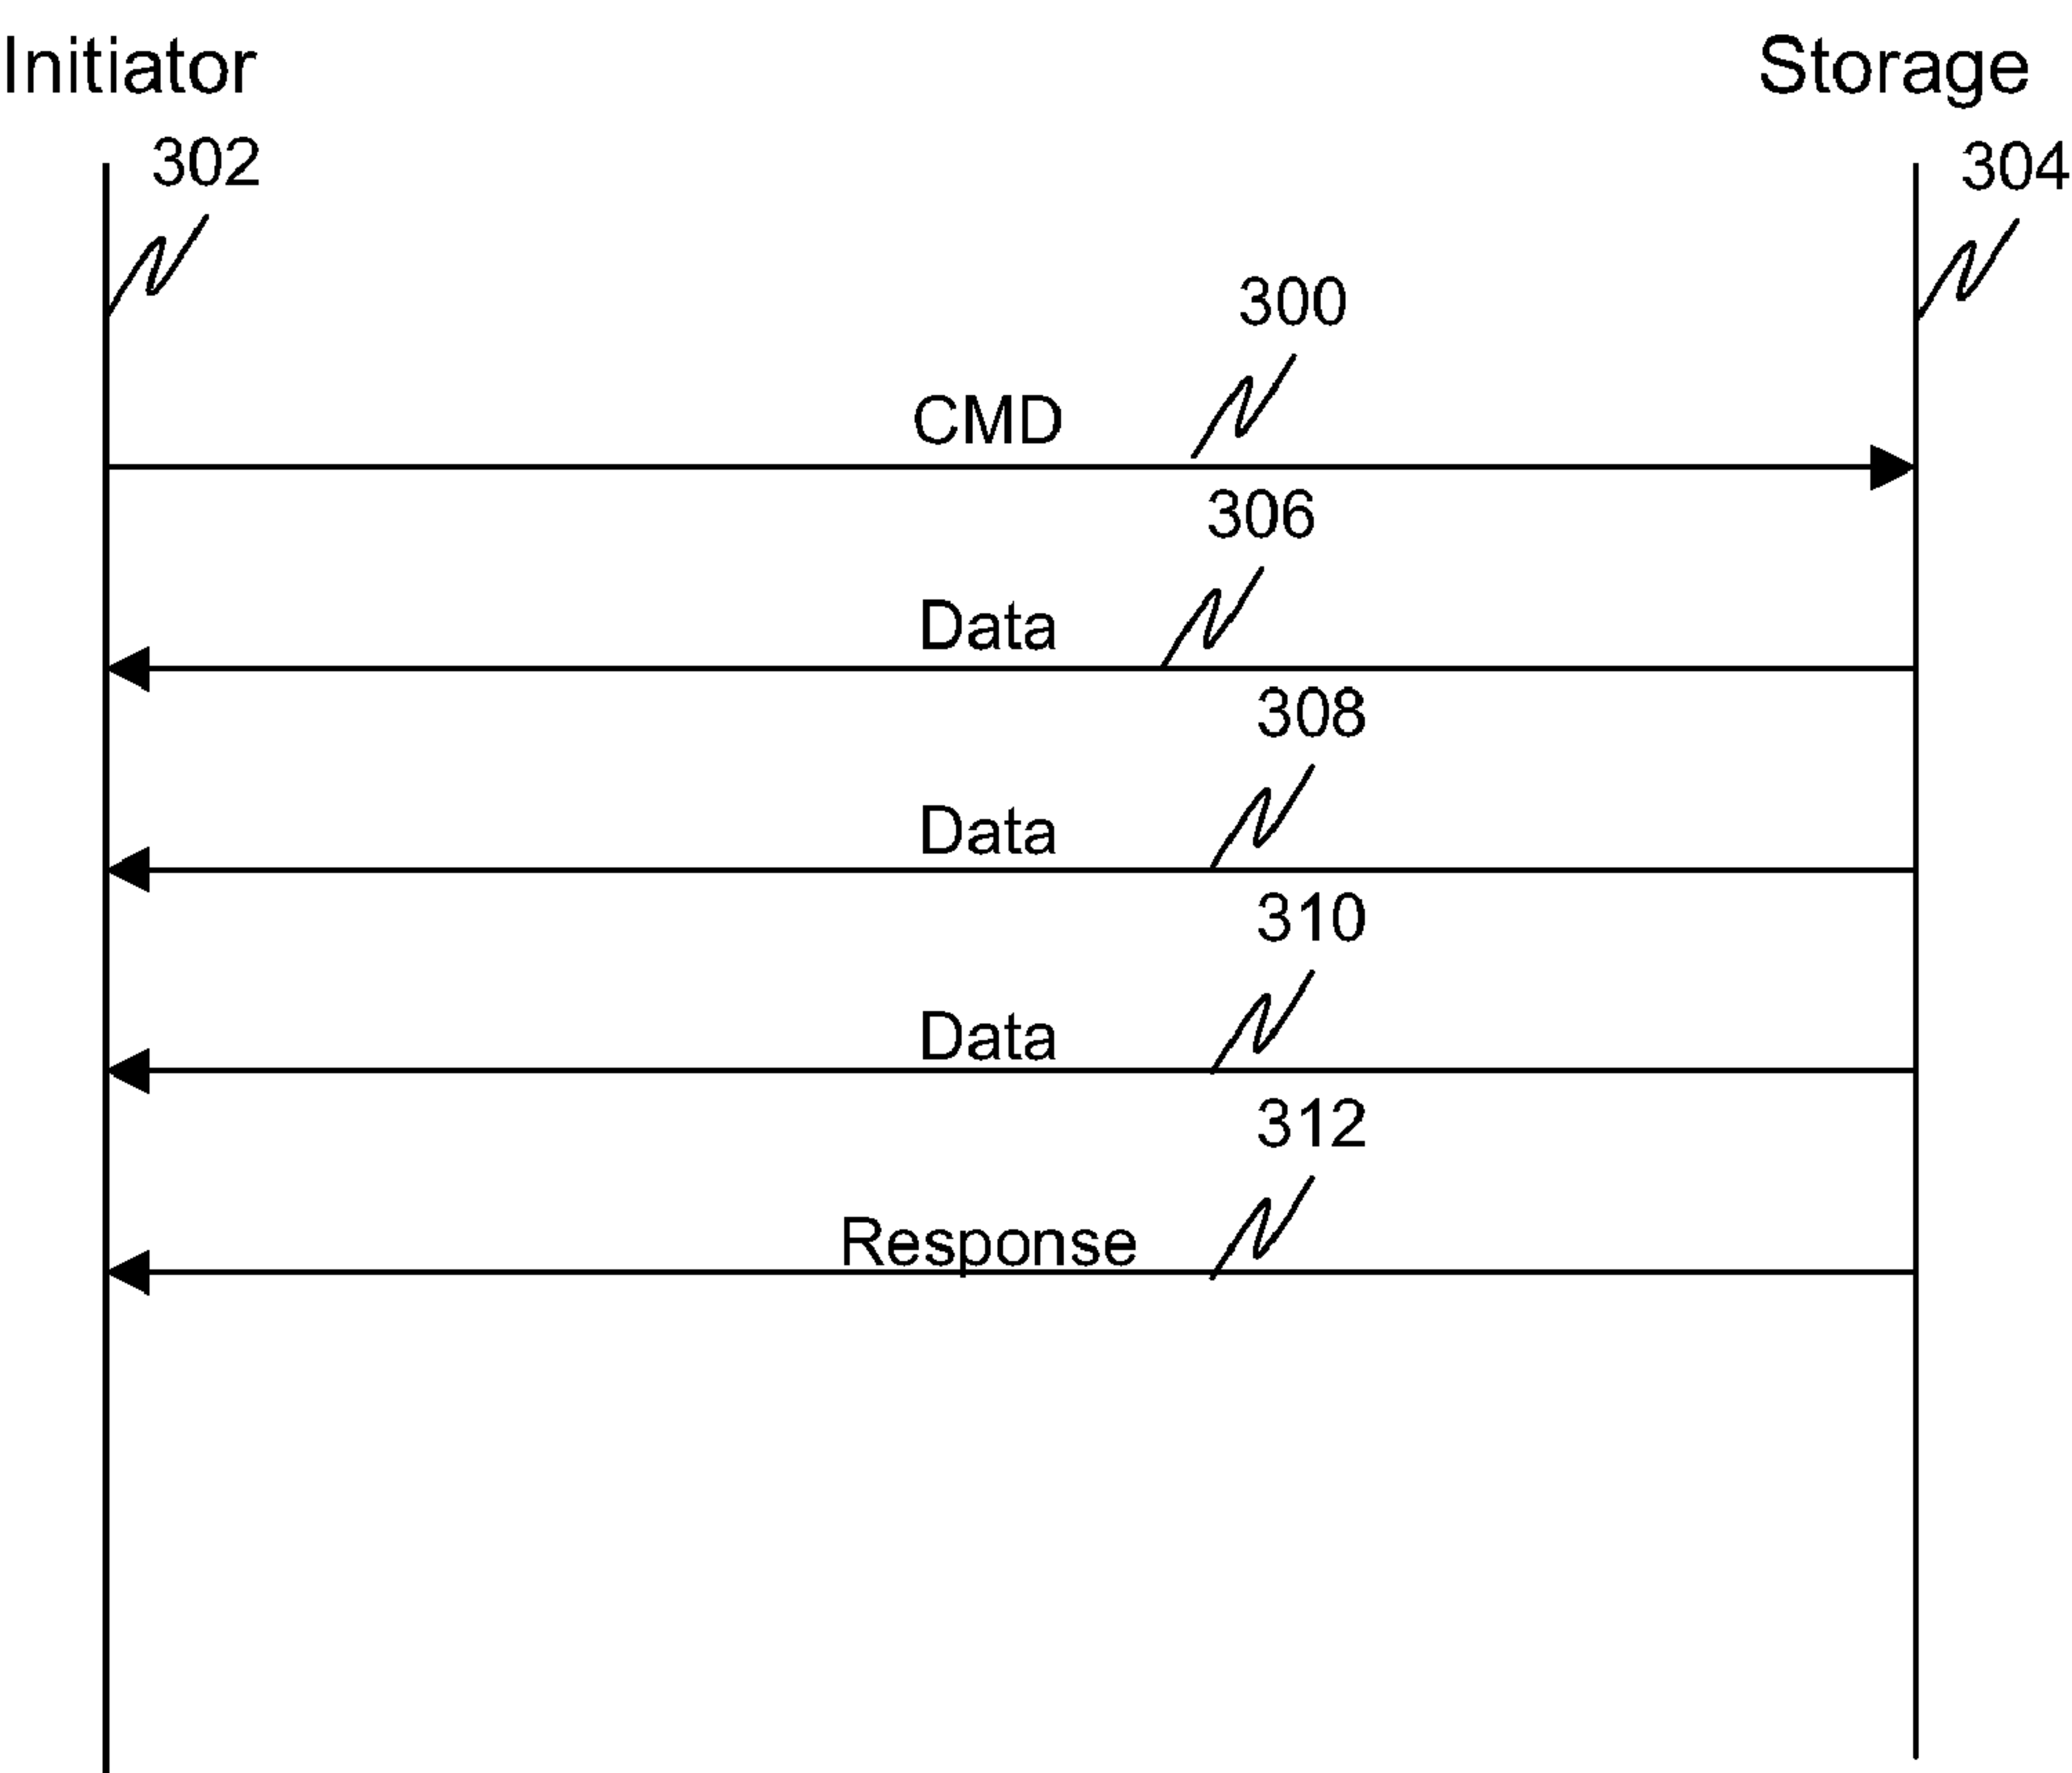 Initiator
Storage
302
304
300
CMD
306
Data
308
Data
310
Data
312
Response